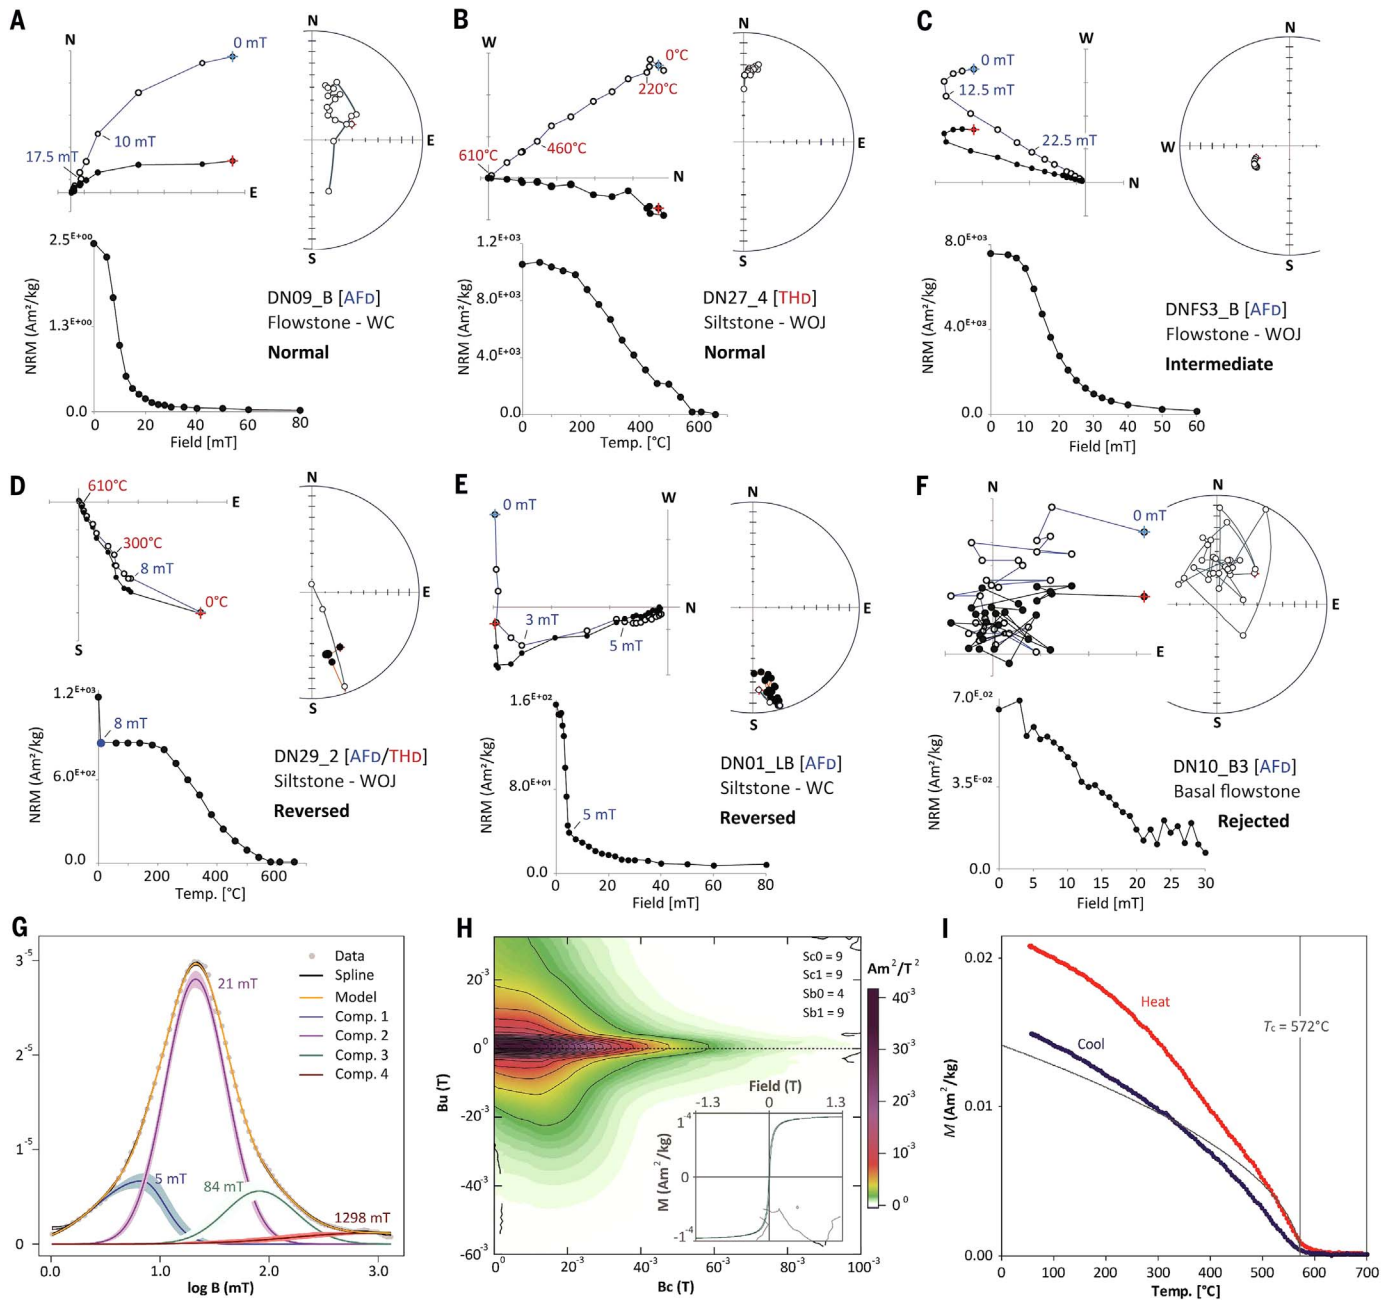 A
N
0 mT
10 mT
17.5 mT
E
N
E
S
2.5E+00
1.3E+00
0.0
NRM (Am²/kg)
0 20 40 60 80
Field [mT]
DN09_B [AFD]
Flowstone - WC
Normal
B
W
0°C
220°C
460°C
610°C
N
N
E
S
1.2E+03
8.0E+03
4.0E+03
0.0
NRM (Am²/kg)
0 200 400 600
Temp. [°C]
DN27_4 [THD]
Siltstone - WOJ
Normal
C
W
0 mT
12.5 mT
22.5 mT
N
N
W
S
8.0E+03
4.0E+03
0.0
NRM (Am²/kg)
0 10 20 30 40 50 60
Field [mT]
DNFS3_B [AFD]
Flowstone - WOJ
Intermediate
D
610°C
E
300°C
8 mT
0°C
S
N
E
S
1.2E+03
6.0E+02
0.0
NRM (Am²/kg)
8 mT
0 200 400 600
Temp. [°C]
DN29_2 [AFD/THD]
Siltstone - WOJ
Reversed
E
W
0 mT
N
3 mT
5 mT
N
E
S
1.6E+02
8.0E+01
0.0
NRM (Am²/kg)
5 mT
0 20 40 60 80
Field [mT]
DN01_LB [AFD]
Siltstone - WC
Reversed
F
N
0 mT
E
N
E
S
7.0E-02
3.5E-02
0.0
NRM (Am²/kg)
0 5 10 15 20 25 30
Field [mT]
DN10_B3 [AFD]
Basal flowstone
Rejected
G
3-5
2-5
1-5
0
21 mT
5 mT
84 mT
1298 mT
Data
Spline
Model
Comp. 1
Comp. 2
Comp. 3
Comp. 4
0.0 1.0 2.0 3.0
log B (mT)
H
Bu (T)
20-3
00
-20-3
-40-3
-60-3
Sc0 = 9
Sc1 = 9
Sb0 = 4
Sb1 = 9
Am2/T2
40-3
30-3
20-3
10-3
00
Field (T)
-1.3 0 1.3
M (Am2/kg)
1-4
0
-1-4
0-3 20-3 40-3 60-3 80-3 100-3
Bc (T)
I
0.02
0.01
0.00
M (Am2/kg)
Heat
Cool
Tc = 572°C
0 100 200 300 400 500 600 700
Temp. [°C]